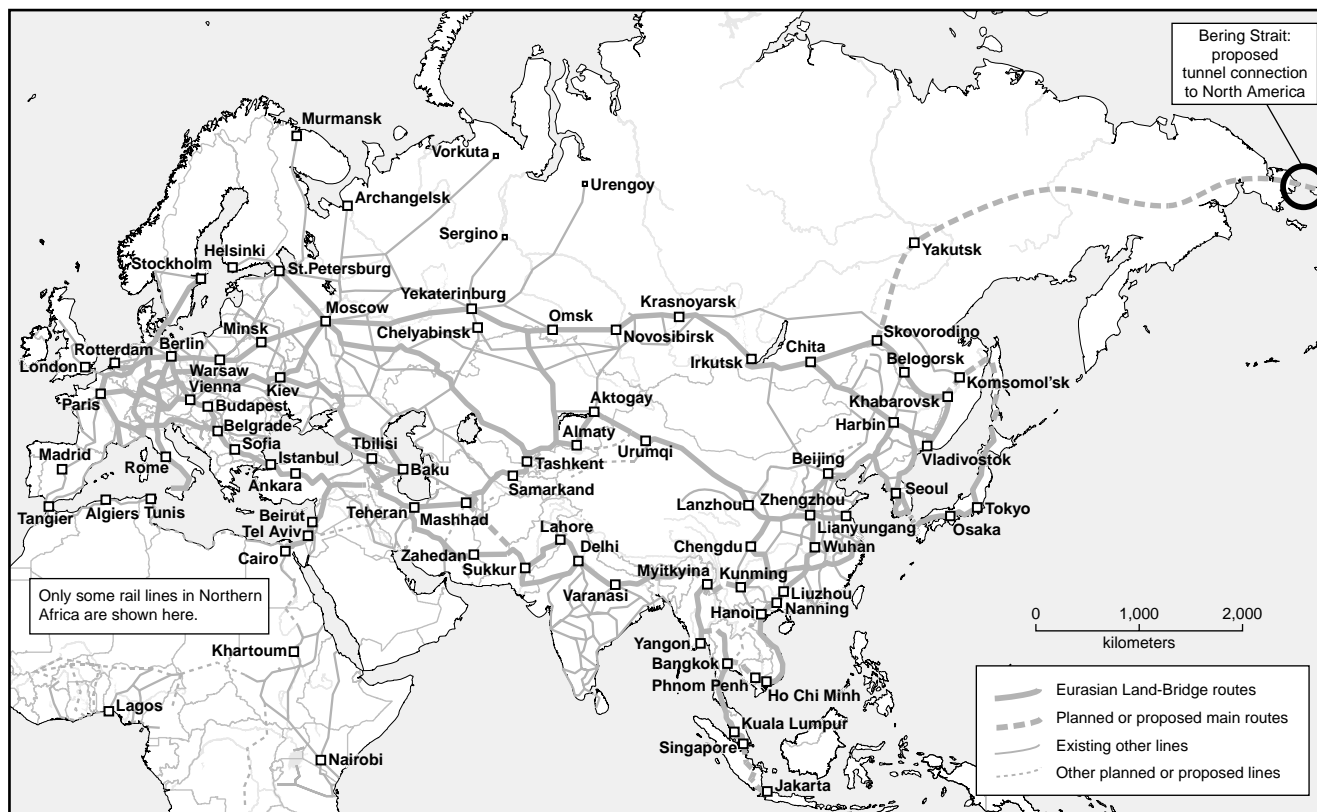 Bering Strait:
proposed
tunnel connection
to North America
Murmansk
Vorkuta
Urengoy
Archangelsk
Sergino
Yakutsk
Helsinki
Stockholm
St.Petersburg
Yekaterinburg
Krasnoyarsk
Moscow
Omsk
Minsk
Chelyabinsk
Novosibirsk
Skovorodino
Berlin
Rotterdam
Chita
Belogorsk
London
Irkutsk
Warsaw
Komsomol'sk
Vienna
Kiev
Paris
Aktogay
Khabarovsk
Budapest
Harbin
Belgrade
Almaty
Tbilisi
Sofia
Urumqi
Vladivostok
Madrid
Istanbul
Beijing
Rome
Baku
Tashkent
Ankara
Samarkand
Seoul
Zhengzhou
Lanzhou
Tokyo
Tangier
Algiers
Tunis
Beirut
Teheran
Mashhad
Lianyungang
Osaka
Tel Aviv
Lahore
Chengdu
Wuhan
Cairo
Zahedan
Delhi
Sukkur
Myitkyina
Kunming
Varanasi
Liuzhou
Nanning
Hanoi
Only some rail lines in Northern
Africa are shown here.
0 1,000 2,000
kilometers
Khartoum
Yangon
Bangkok
Phnom Penh
Ho Chi Minh
Lagos
Kuala Lumpur
Singapore
Nairobi
Jakarta
Eurasian Land-Bridge routes
Planned or proposed main routes
Existing other lines
Other planned or proposed lines